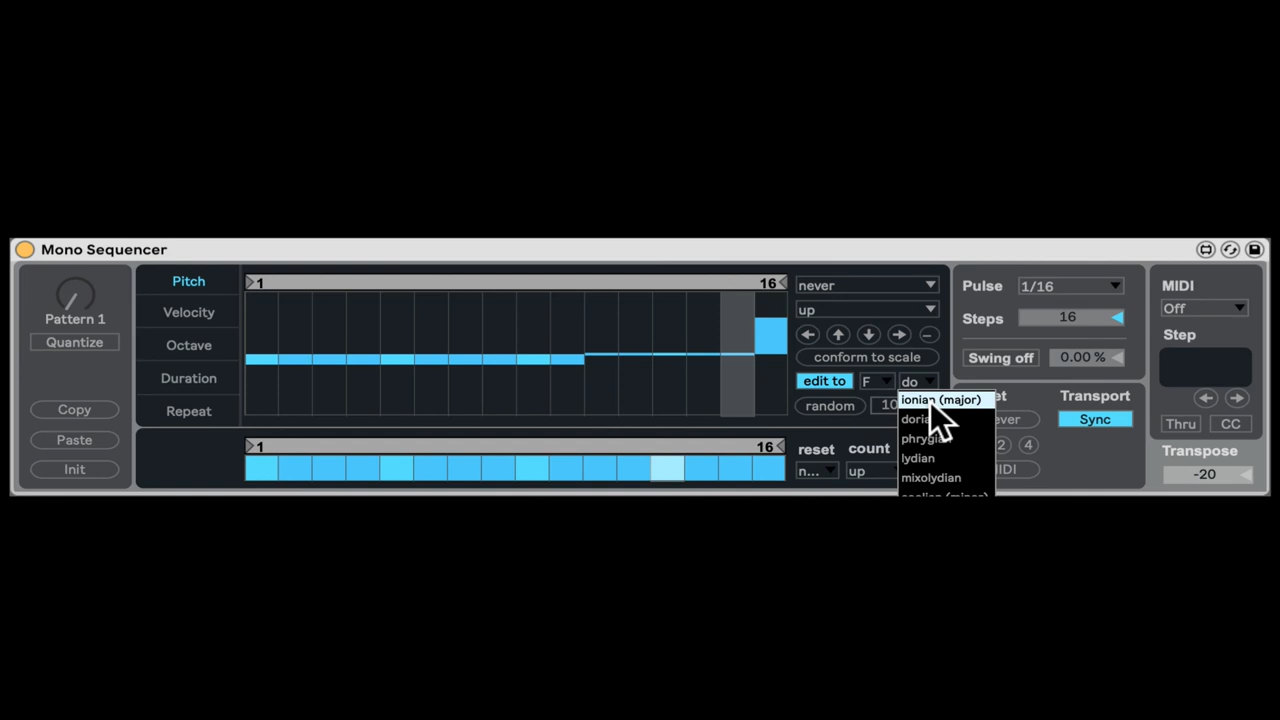 Mono Sequencer
Pattern 1
Quantize
Copy
Paste
Init
Pitch
Velocity
Octave
Duration
Repeat
1 16
1 16
never
up
conform to scale
edit to F do
random 10
reset count
n... up
ionian (major)
lydian
mixolydian
Pulse 1/16
Steps 16
Swing off 0.00 %
Transport
Sync
2 4
MIDI
Off
Step
Thru CC
Transpose
-20